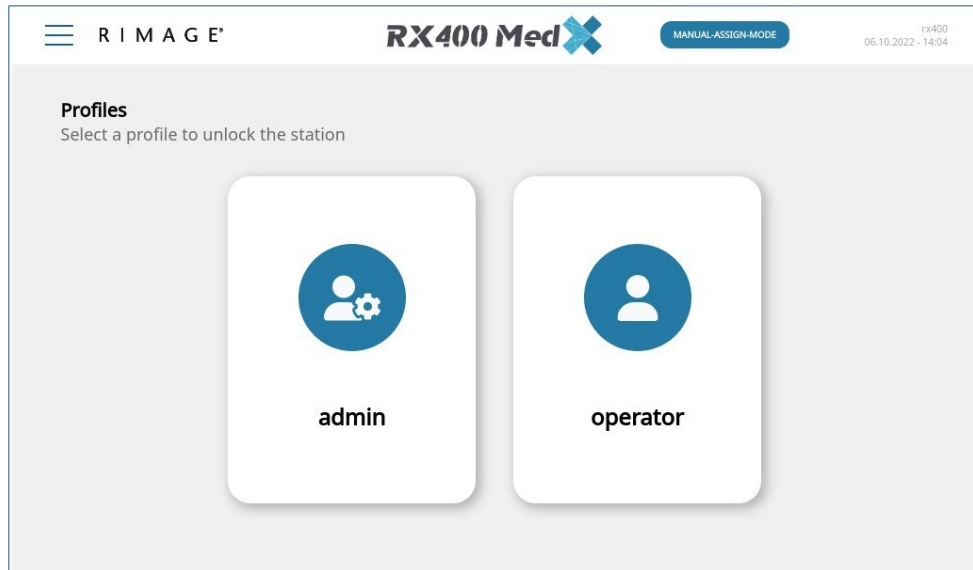 RIMAGE®
RX400 Med
MANUAL-ASSIGN-MODE
rx400
06.10.2022 - 14:04
Profiles
Select a profile to unlock the station
admin
operator